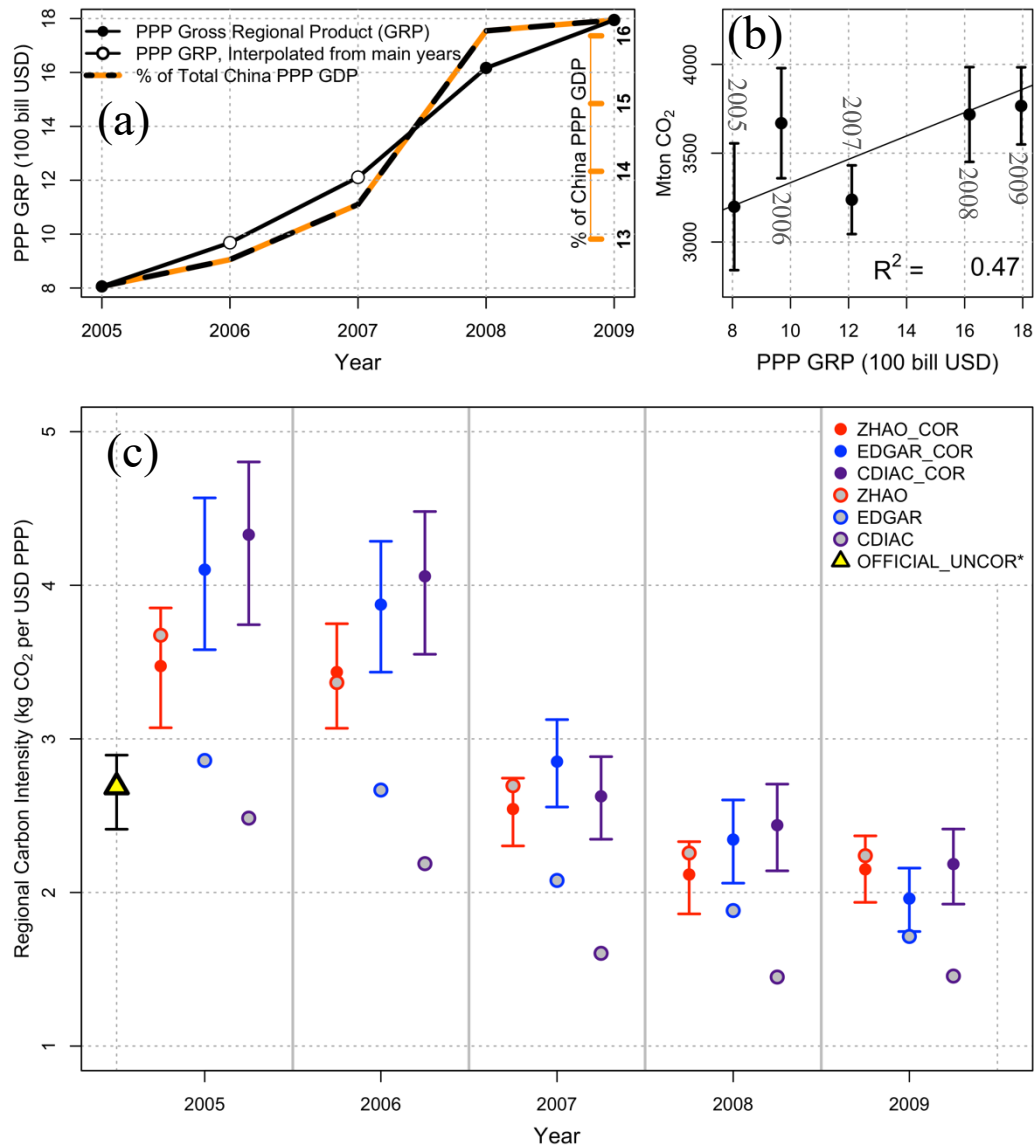 PPP Gross Regional Product (GRP)
PPP GRP, Interpolated from main years
% of Total China PPP GDP
(a)
PPP GRP (100 bill USD)
18
16
14
12
10
8
% of China PPP GDP
16
15
14
13
2005
2006
2007
2008
2009
Year
(b)
Mton CO2
4000
3500
3000
2005
2006
2007
2008
2009
R2 = 0.47
8
10
12
14
16
18
PPP GRP (100 bill USD)
(c)
Regional Carbon Intensity (kg CO2 per USD PPP)
5
4
3
2
1
ZHAO_COR
EDGAR_COR
CDIAC_COR
ZHAO
EDGAR
CDIAC
OFFICIAL_UNCOR*
2005
2006
2007
2008
2009
Year